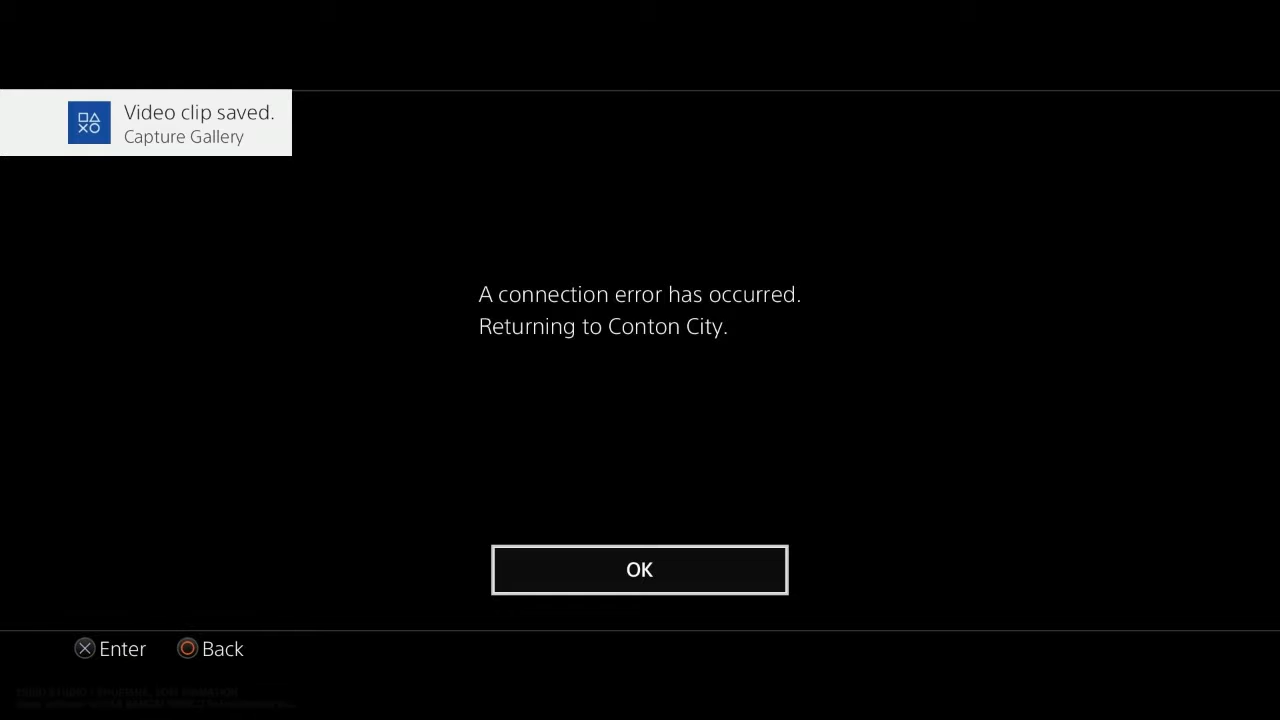 Video clip saved.
Capture Gallery
A connection error has occurred.
Returning to Conton City.
OK
Enter
Back